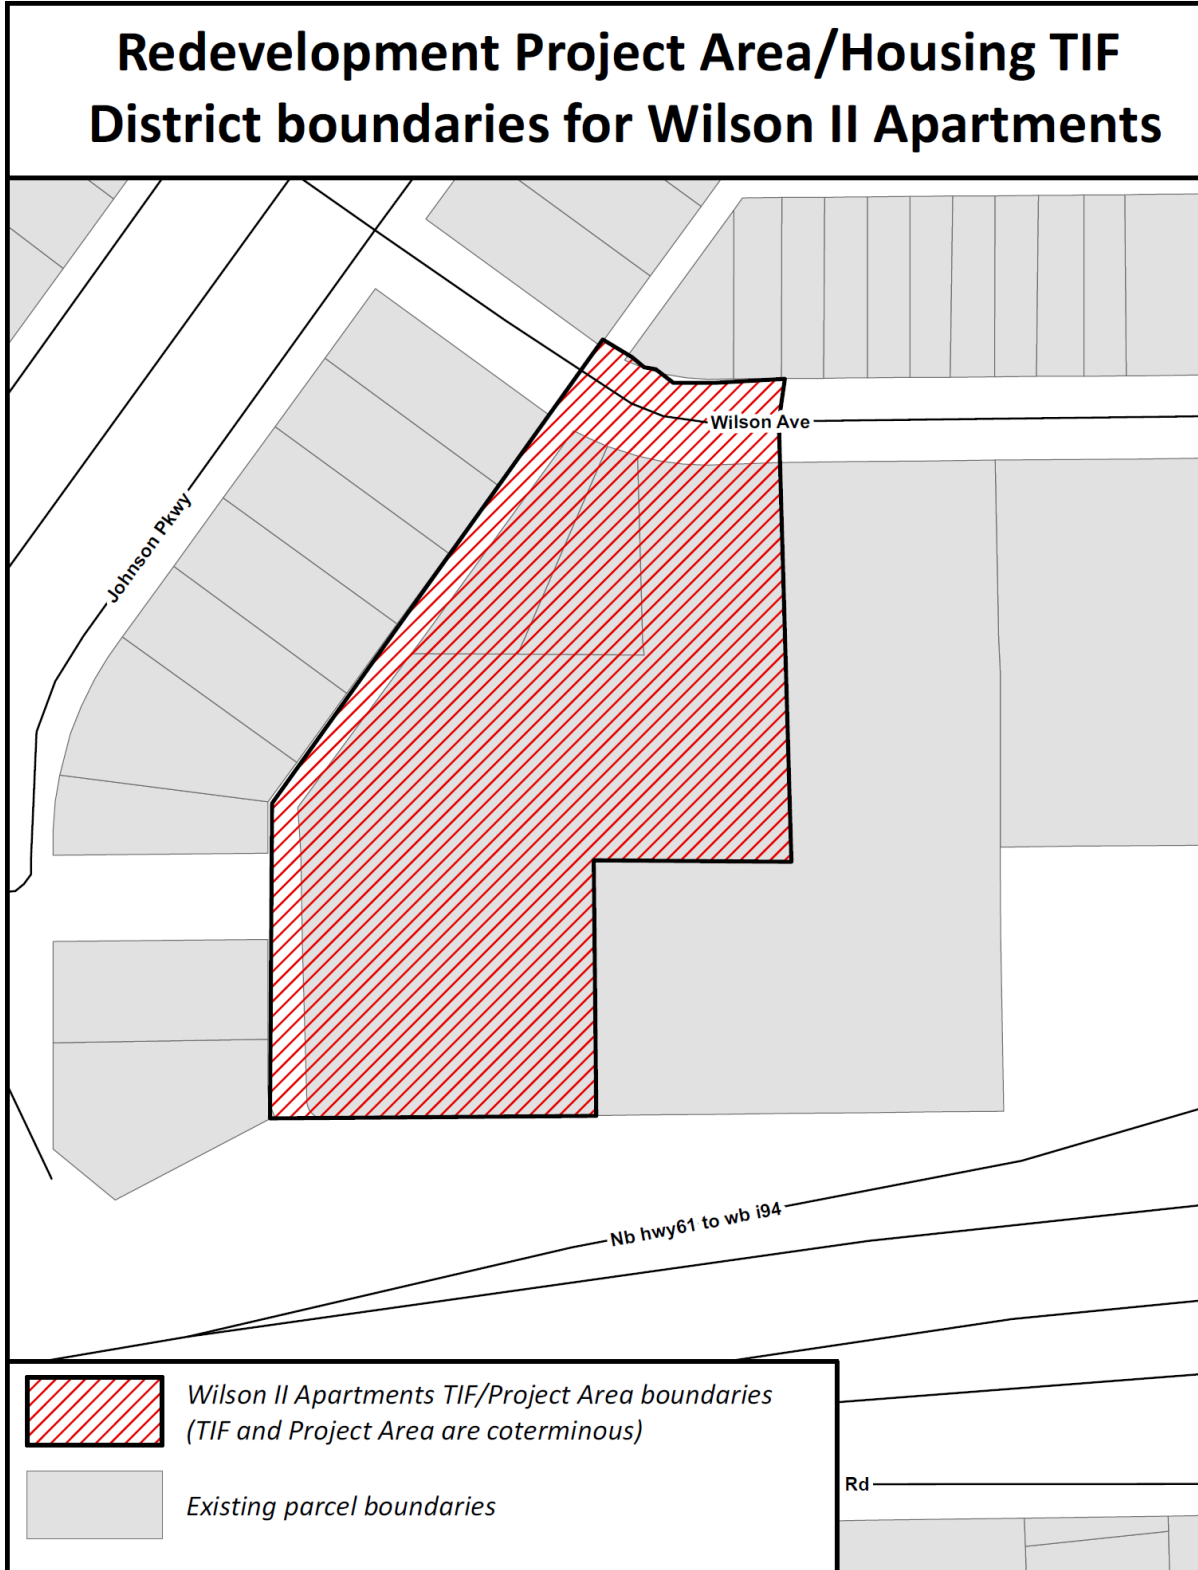 Redevelopment Project Area/Housing TIF
District boundaries for Wilson II Apartments
Wilson Ave
Johnson Pkwy
Nb hwy61 to wb i94
Wilson II Apartments TIF/Project Area boundaries
(TIF and Project Area are coterminous)
Rd
Existing parcel boundaries